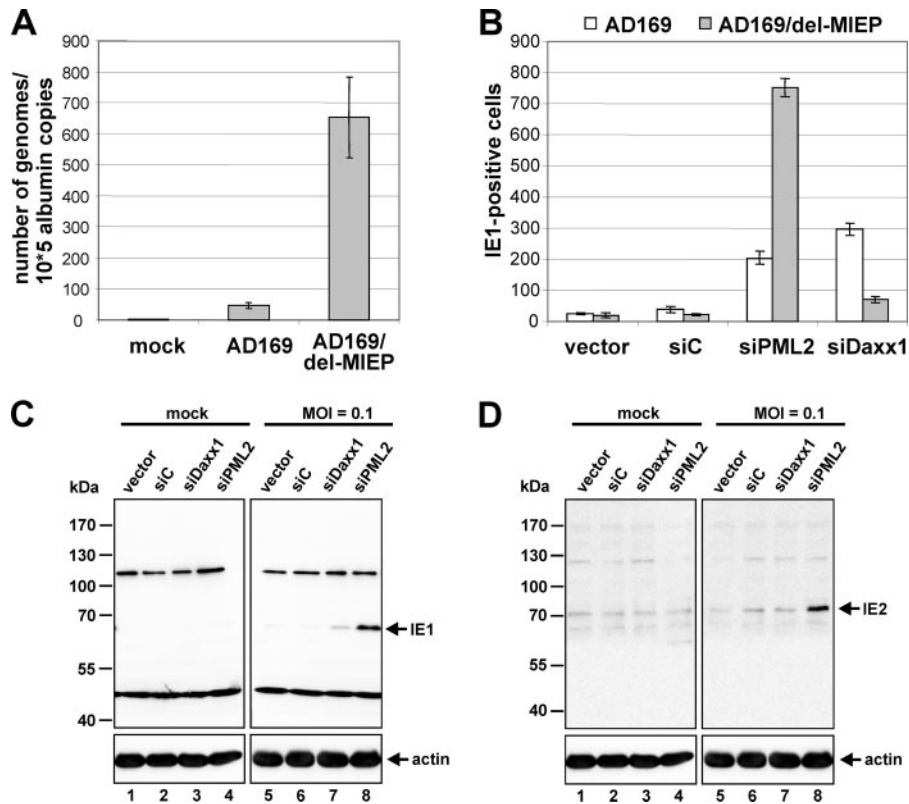 A
number of genomes/
10*5 albumin copies
900
800
700
600
500
400
300
200
100
0
mock
AD169
AD169/
del-MIEP
B
AD169
AD169/del-MIEP
IE1-positive cells
900
800
700
600
500
400
300
200
100
0
vector
siC
siPML2
siDaxx1
C
mock
MOI = 0.1
vector
siC
siDaxx1
siPML2
vector
siC
siDaxx1
siPML2
kDa
170
130
100
70
55
40
IE1
actin
1 2 3 4 5 6 7 8
D
mock
MOI = 0.1
vector
siC
siDaxx1
siPML2
vector
siC
siDaxx1
siPML2
kDa
170
130
100
70
55
40
IE2
actin
1 2 3 4 5 6 7 8